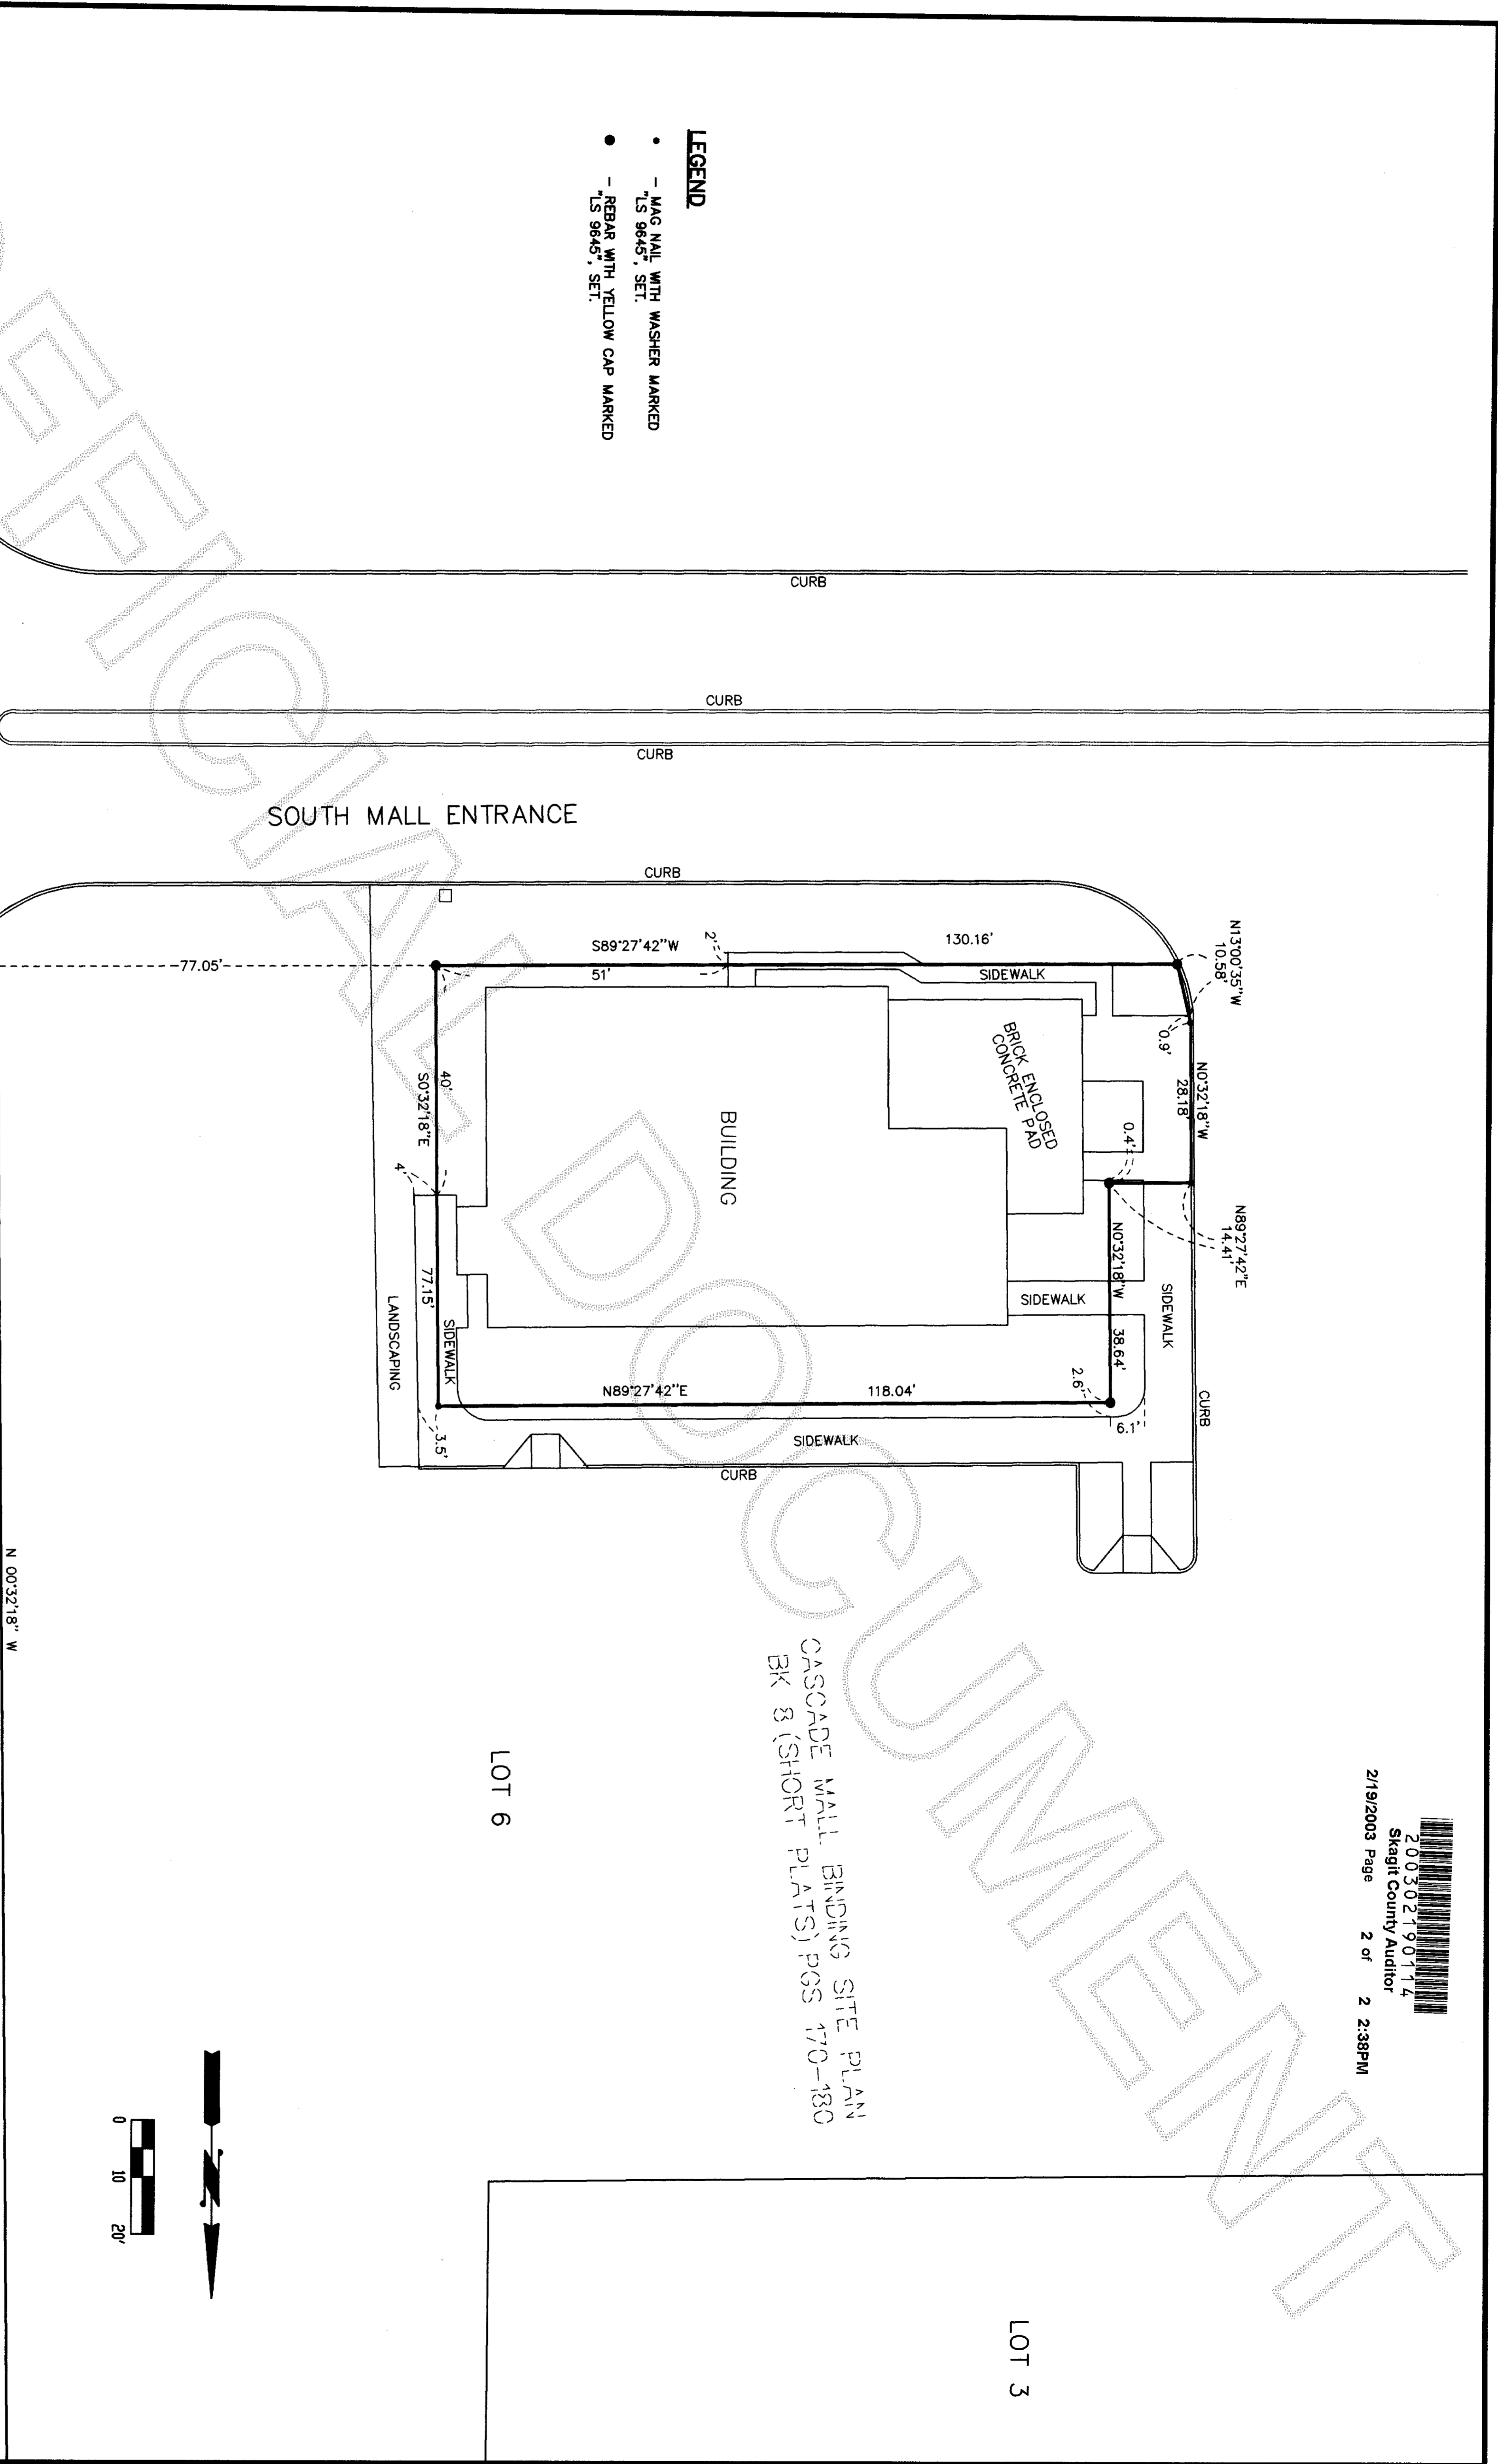 LEGEND
- MAG NAIL WITH WASHER MARKED
"LS 9645", SET.
- REBAR WITH YELLOW CAP MARKED
"LS 9645", SET.
CURB
CURB
CURB
SOUTH MALL ENTRANCE
CURB
77.05'
S89°27'42"W
51'
2'
130.16'
SIDEWALK
N13°00'35"W
10.58'
0.9'
N0°32'18"W
28.18'
N89°27'42"E
14.41'
BRICK ENCLOSED
CONCRETE PAD
0.4'
BUILDING
40'
S0°32'18"E
4'
77.15'
SIDEWALK
LANDSCAPING
N0°32'18"W
38.64'
SIDEWALK
SIDEWALK
CURB
2.6'
6.1'
N89°27'42"E
118.04'
3.5'
SIDEWALK
CURB
N 00°32'18" W
LOT 6
CASCADE MALL BINDING SITE PLAN
BK 8 (SHORT PLATS) PGS 170-180
200302190114
Skagit County Auditor
2/19/2003 Page 2 of 2 2:38PM
LOT 3
N
0 10 20'
UNOFFICIAL DOCUMENT